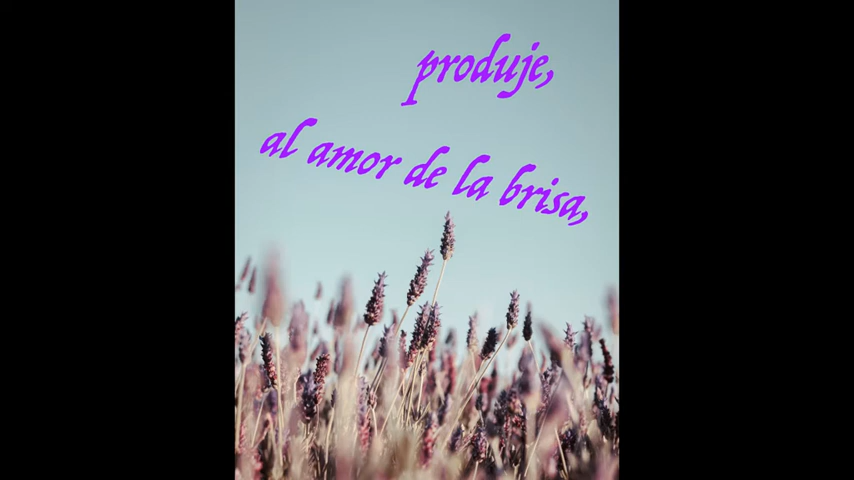 produje,
al amor de la brisa,